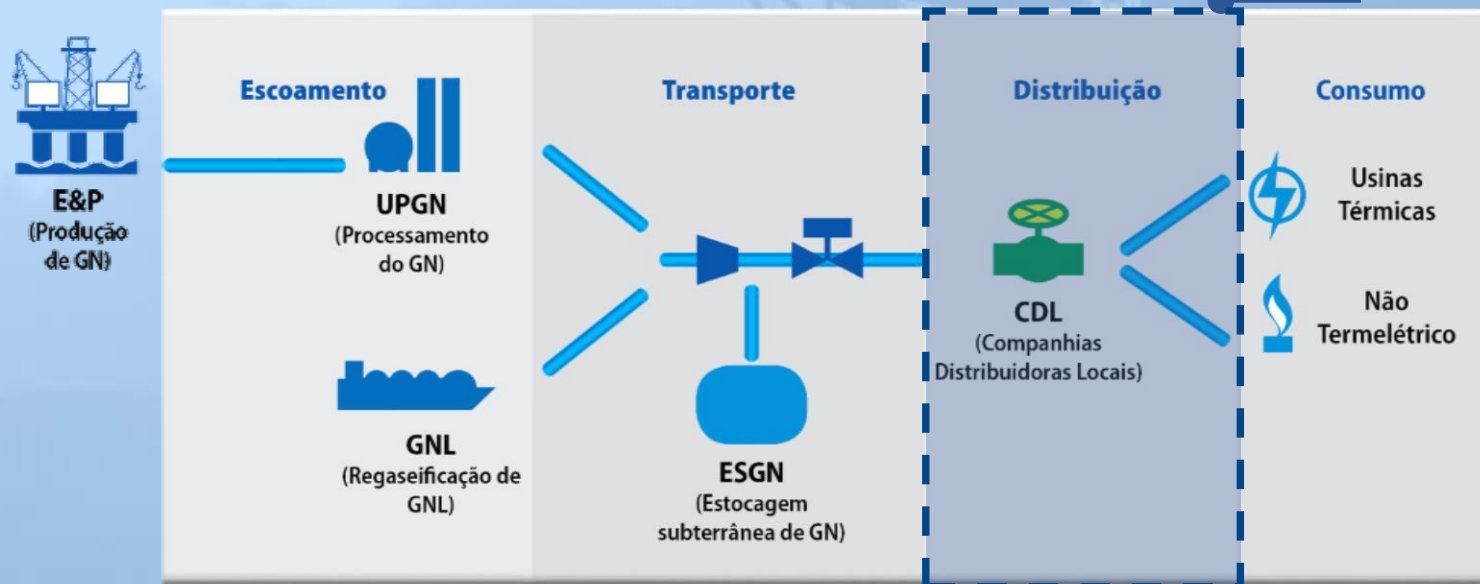 E&P
(Produção
de GN)
Escoamento
UPGN
(Processamento
do GN)
GNL
(Regaseificação de
GNL)
Transporte
ESGN
(Estocagem
subterrânea de GN)
Distribuição
CDL
(Companhias
Distribuidoras Locais)
Consumo
Usinas
Térmicas
Não
Termelétrico